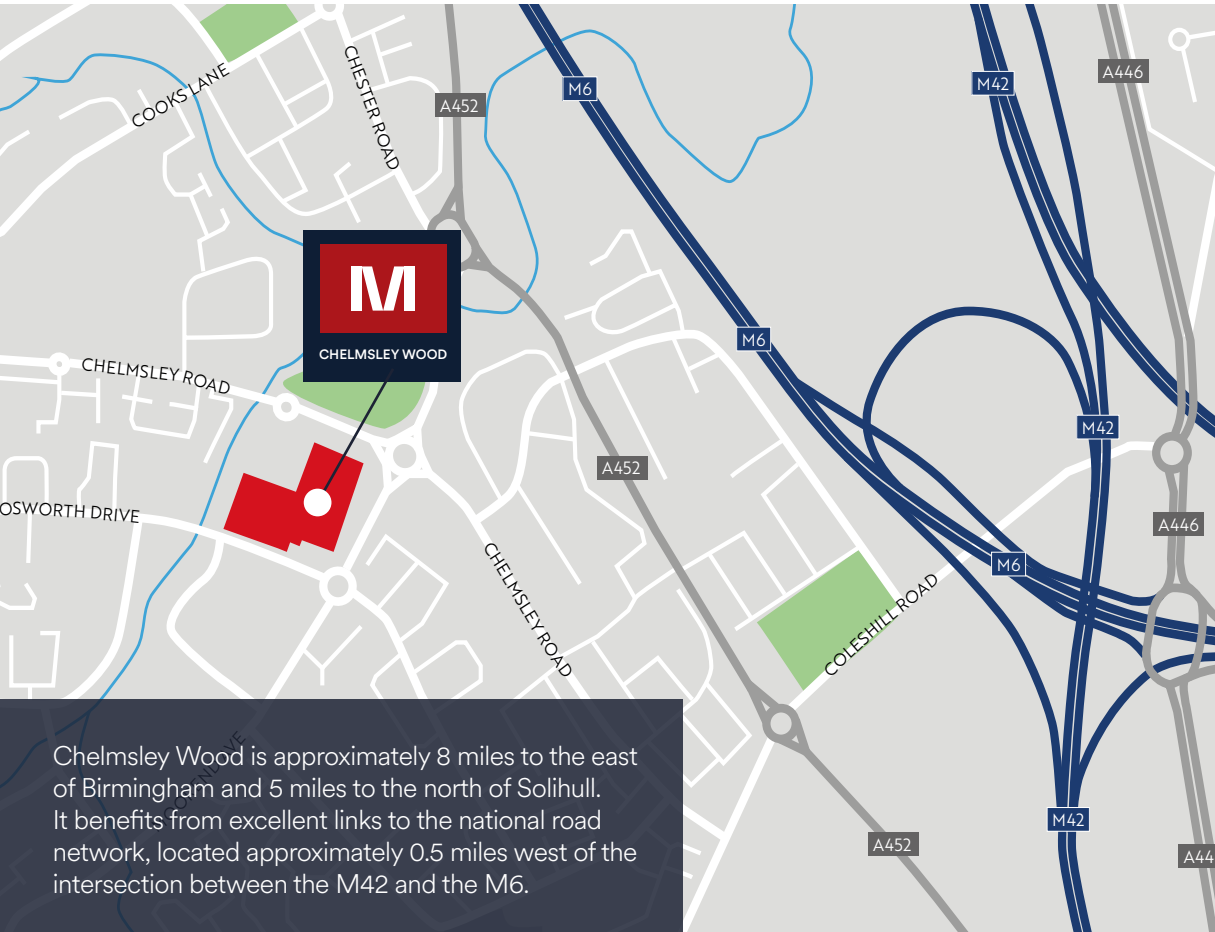 A446
M42
M6
A452
CHESTER ROAD
COOKS LANE
M
CHELMSLEY WOOD
M6
CHELMSLEY ROAD
M42
A452
A446
OSWORTH DRIVE
M6
CHELMSLEY ROAD
COLESHILL ROAD
Chelmsley Wood is approximately 8 miles to the east
of Birmingham and 5 miles to the north of Solihull.
It benefits from excellent links to the national road
network, located approximately 0.5 miles west of the
intersection between the M42 and the M6.
M42
A452
A44